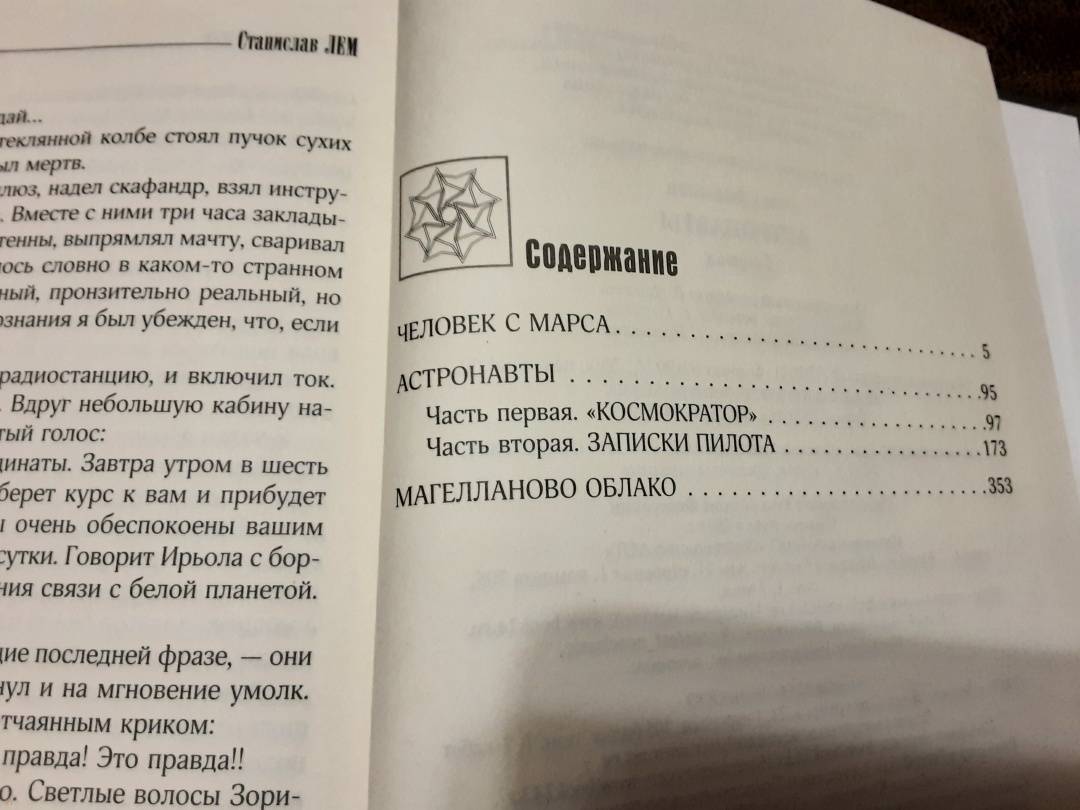 Станислав ЛЕМ
дай...
теклянной колбе стоял пучок сухих
ыл мертв.
люз, надел скафандр, взял инстру-
. Вместе с ними три часа заклады-
тенны, выпрямлял мачту, сваривал
лось словно в каком-то странном
ный, пронзительно реальный, но
ознания я был убежден, что, если
радиостанцию, и включил ток.
. Вдруг небольшую кабину на-
тый голос:
динаты. Завтра утром в шесть
берет курс к вам и прибудет
ы очень обеспокоены вашим
сутки. Говорит Ирьола с бор-
ния связи с белой планетой.
щие последней фразе, — они
нул и на мгновение умолк.
отчаянным криком:
правда! Это правда!!
о. Светлые волосы Зори-
Содержание
ЧЕЛОВЕК С МАРСА . . . . . . . . . . . . . . . . . . . . . . . . . 5
АСТРОНАВТЫ . . . . . . . . . . . . . . . . . . . . . . . . . . . . .95
Часть первая. «КОСМОКРАТОР» . . . . . . . . . . . . . . . . .97
Часть вторая. ЗАПИСКИ ПИЛОТА . . . . . . . . . . . . . . . 173
МАГЕЛЛАНОВО ОБЛАКО . . . . . . . . . . . . . . . . . . . . . .353